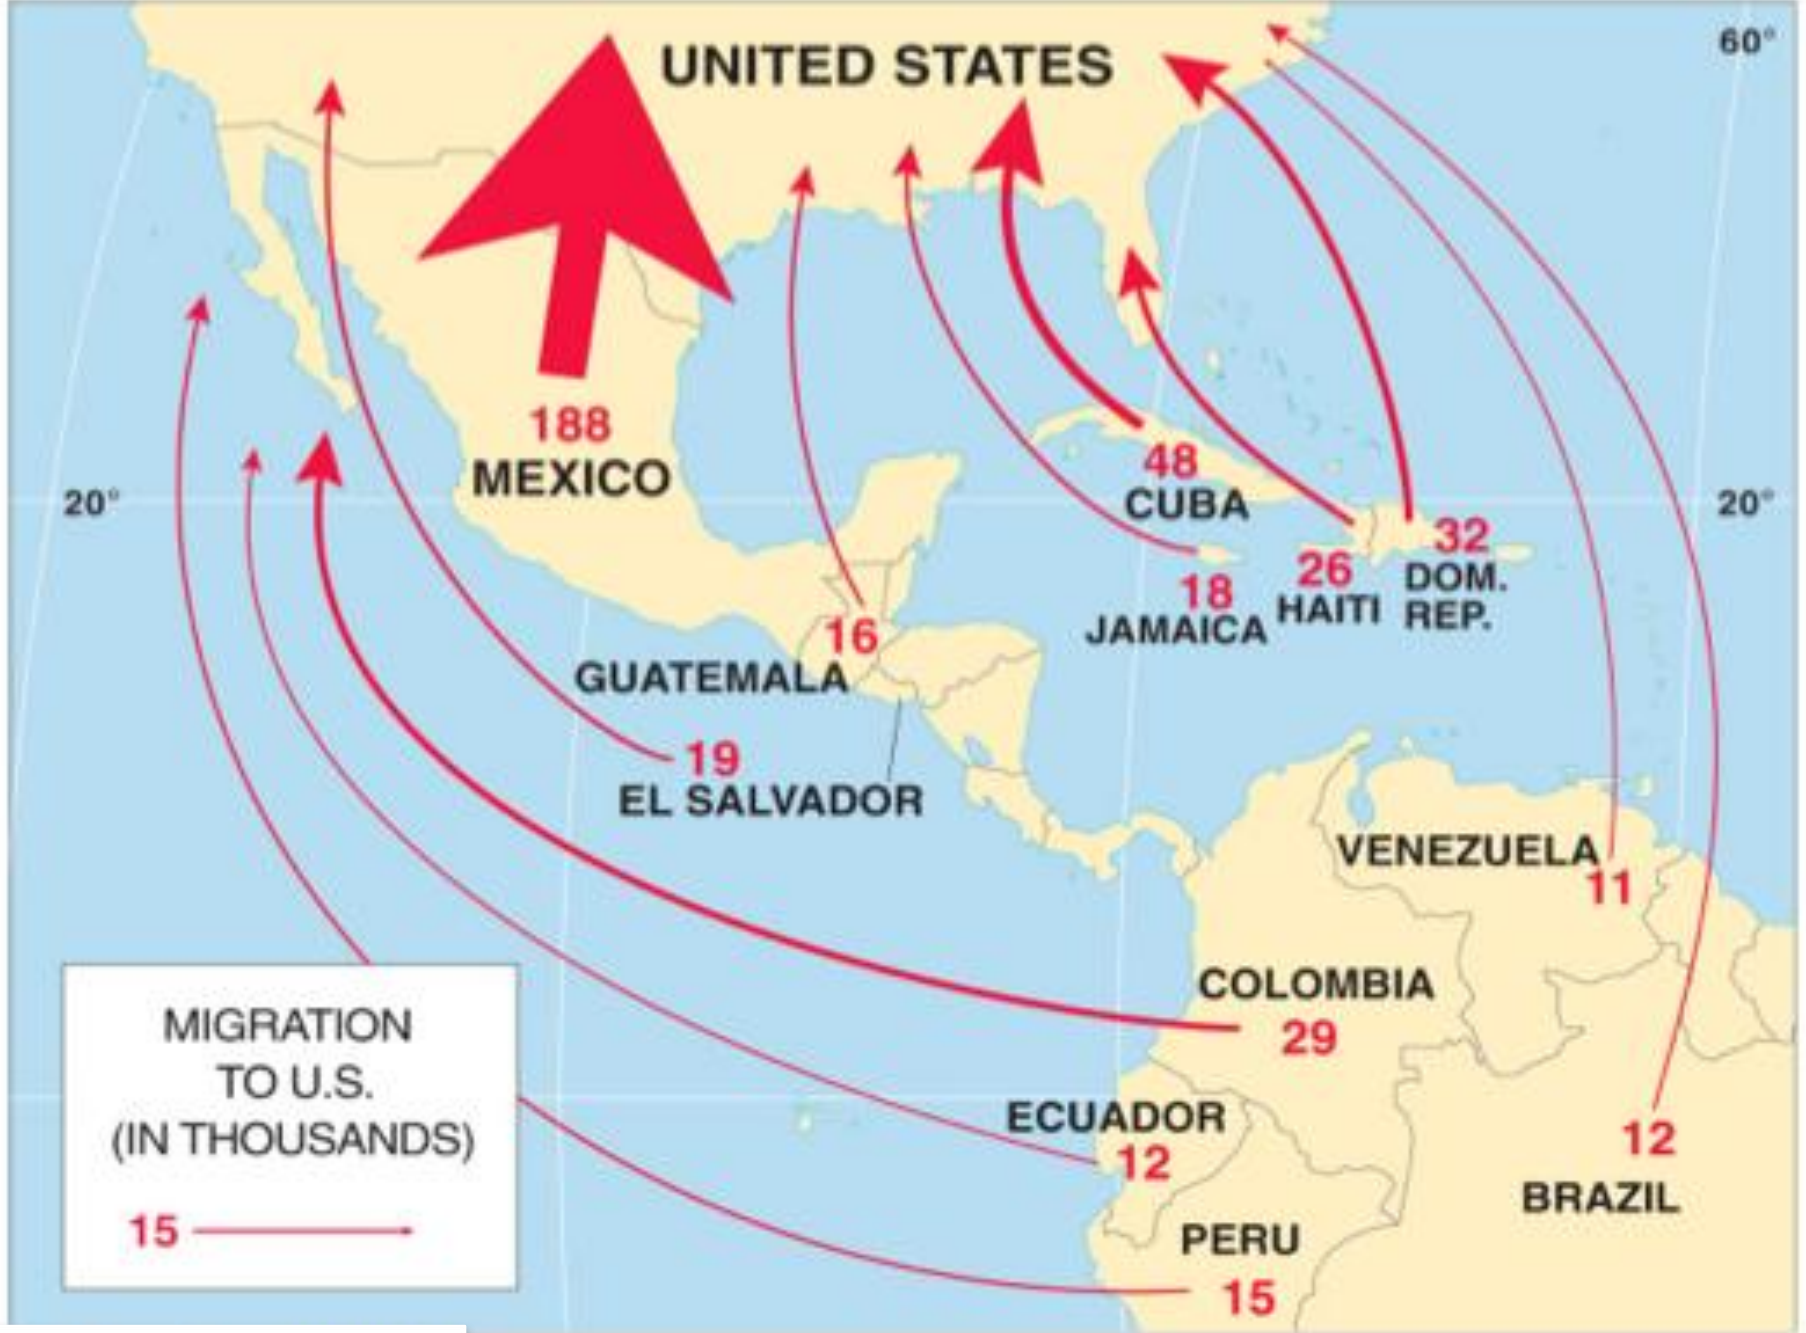 UNITED STATES
60°
188
MEXICO
20°
20°
48
CUBA
32
DOM.
REP.
26
HAITI
18
JAMAICA
16
GUATEMALA
19
EL SALVADOR
VENEZUELA
11
COLOMBIA
29
ECUADOR
12
12
BRAZIL
PERU
15
MIGRATION
TO U.S.
(IN THOUSANDS)
15